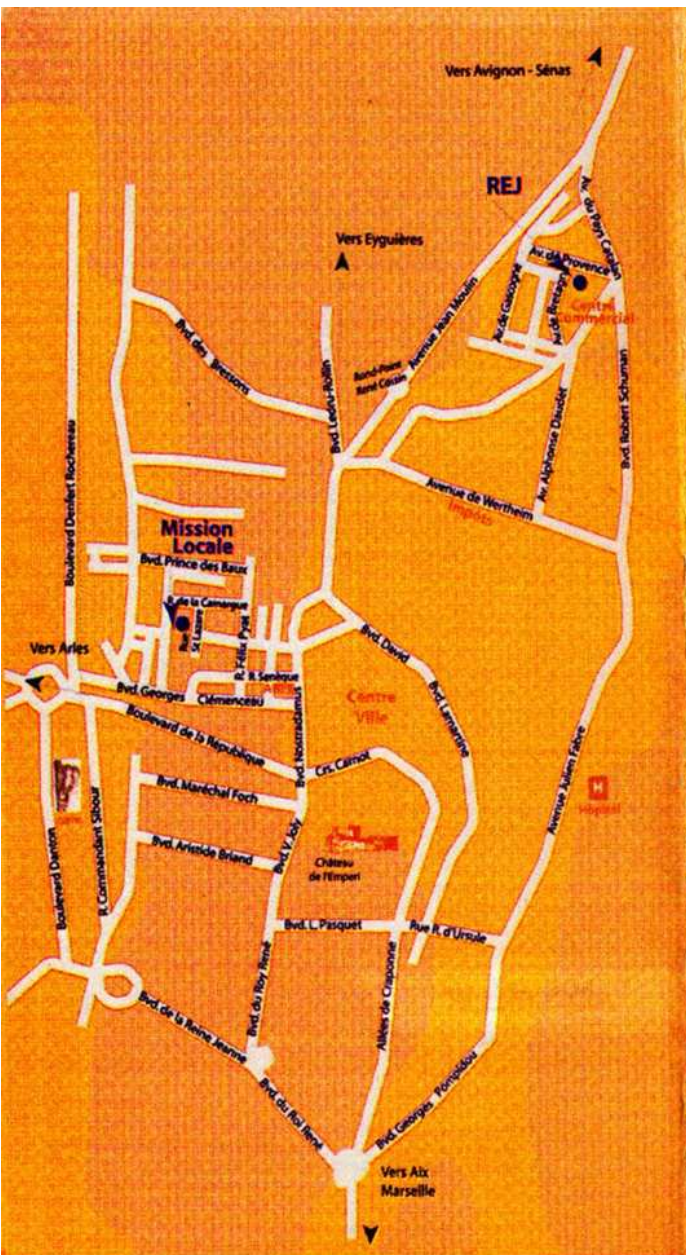 Vers Avignon - Sénas
REJ
Av. du Pays Catalan
Vers Eyguières
Av. de Provence
Av. de Gascogne
Av. de Bretagne
Centre
Commercial
Avenue Jean Moulin
Bvd. des Bressons
Bvd. Ledru-Rollin
Rond-Point
René Cassin
Bvd. Robert Schuman
Av. Alphonse Daudet
Boulevard Denfert Rochereau
Avenue de Wertheim
Impôts
Mission
Locale
Bvd. Prince des Baux
R. de la Camargue
Rue
St Lazare
R. Félix Pyat
Vers Arles
R. Senèque
Bvd. David
Bvd. Georges Clémenceau
Centre
Ville
Bvd. Lamartine
Boulevard de la République
Bvd. Nostradamus
Crs. Carnot
Avenue Julien Fabre
Bvd. Maréchal Foch
H
Hôpital
R. Commandant Sibour
Bvd. V. Joly
Bvd. Aristide Briand
Château
de l'Emperi
Boulevard Danton
Bvd. L. Pasquet
Rue R. d'Ursule
Bvd. du Roy René
Allées de Craponne
Bvd. de la Reine Jeanne
Bvd. Georges Pompidou
Bvd. du Roi René
Vers Aix
Marseille